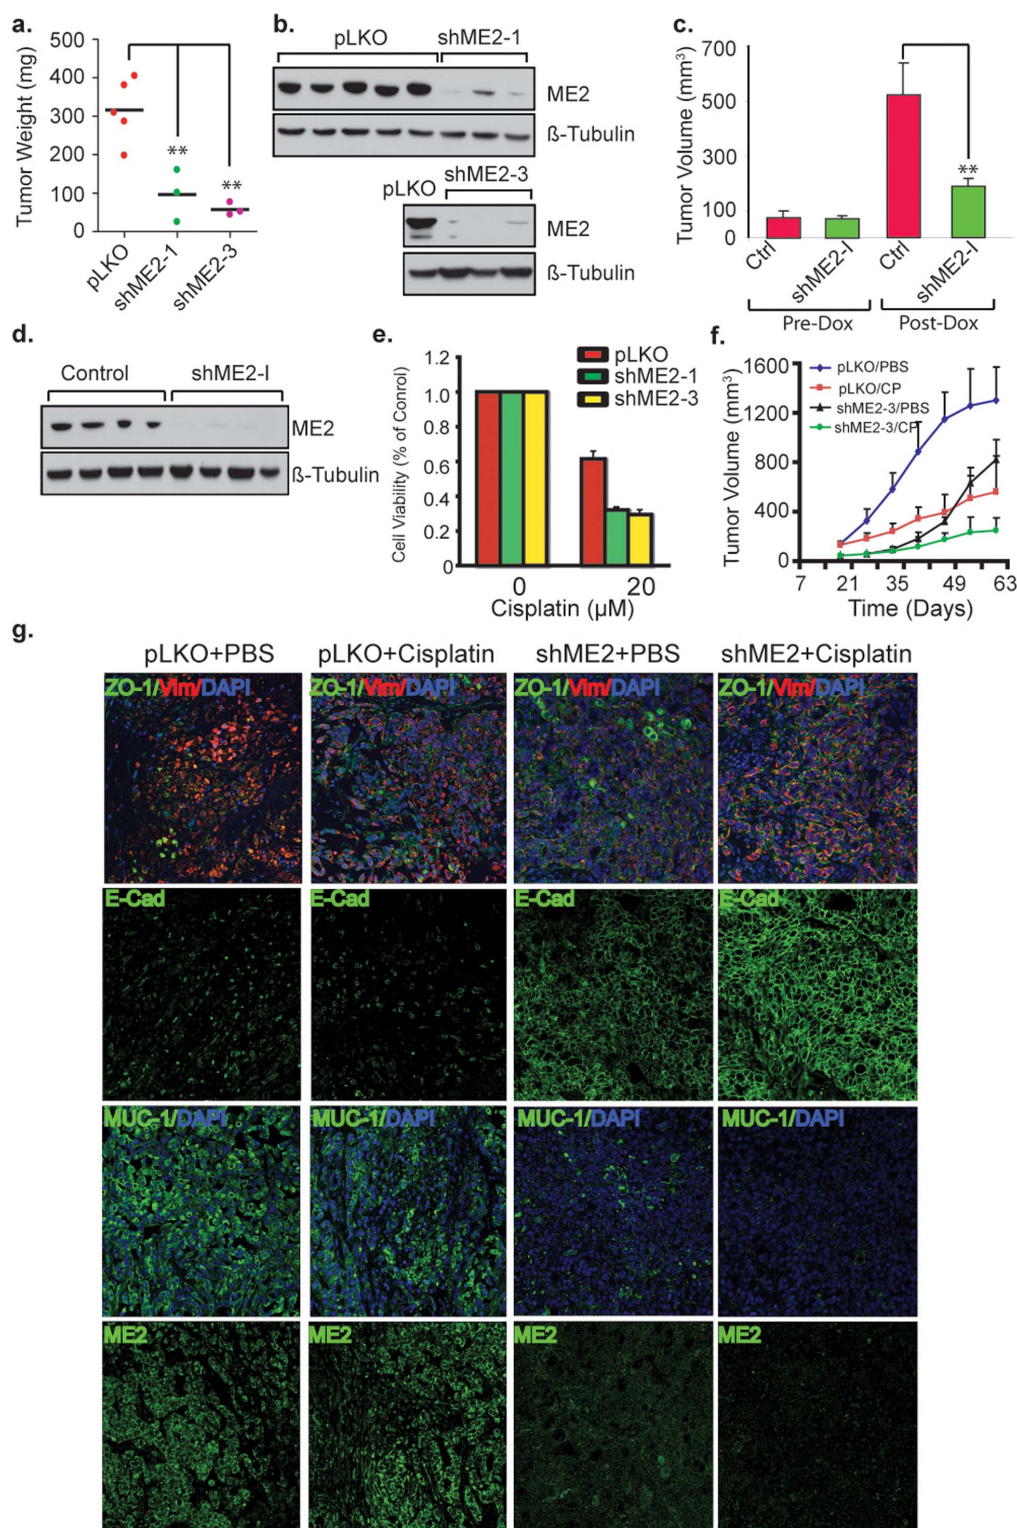 a.
500
400
300
200
100
0
Tumor Weight (mg)
**
**
pLKO
shME2-1
shME2-3
b.
pLKO shME2-1
ME2
ß-Tubulin
shME2-3
pLKO
ME2
ß-Tubulin
c.
700
500
300
100
0
Tumor Volume (mm³)
**
Ctrl
shME2-I
Ctrl
shME2-I
Pre-Dox Post-Dox
d.
Control shME2-I
ME2
ß-Tubulin
e.
1.2
1.0
0.8
0.6
0.4
0.2
0
Cell Viability (% of Control)
pLKO
shME2-1
shME2-3
0 20
Cisplatin (µM)
f.
1600
1200
800
400
0
Tumor Volume (mm³)
pLKO/PBS
pLKO/CP
shME2-3/PBS
shME2-3/CP
7 21 35 49 63
Time (Days)
g.
pLKO+PBS pLKO+Cisplatin shME2+PBS shME2+Cisplatin
ZO-1/Vim/DAPI ZO-1/Vim/DAPI ZO-1/Vim/DAPI ZO-1/Vim/DAPI
E-Cad E-Cad E-Cad E-Cad
MUC-1/DAPI MUC-1/DAPI MUC-1/DAPI MUC-1/DAPI
ME2 ME2 ME2 ME2